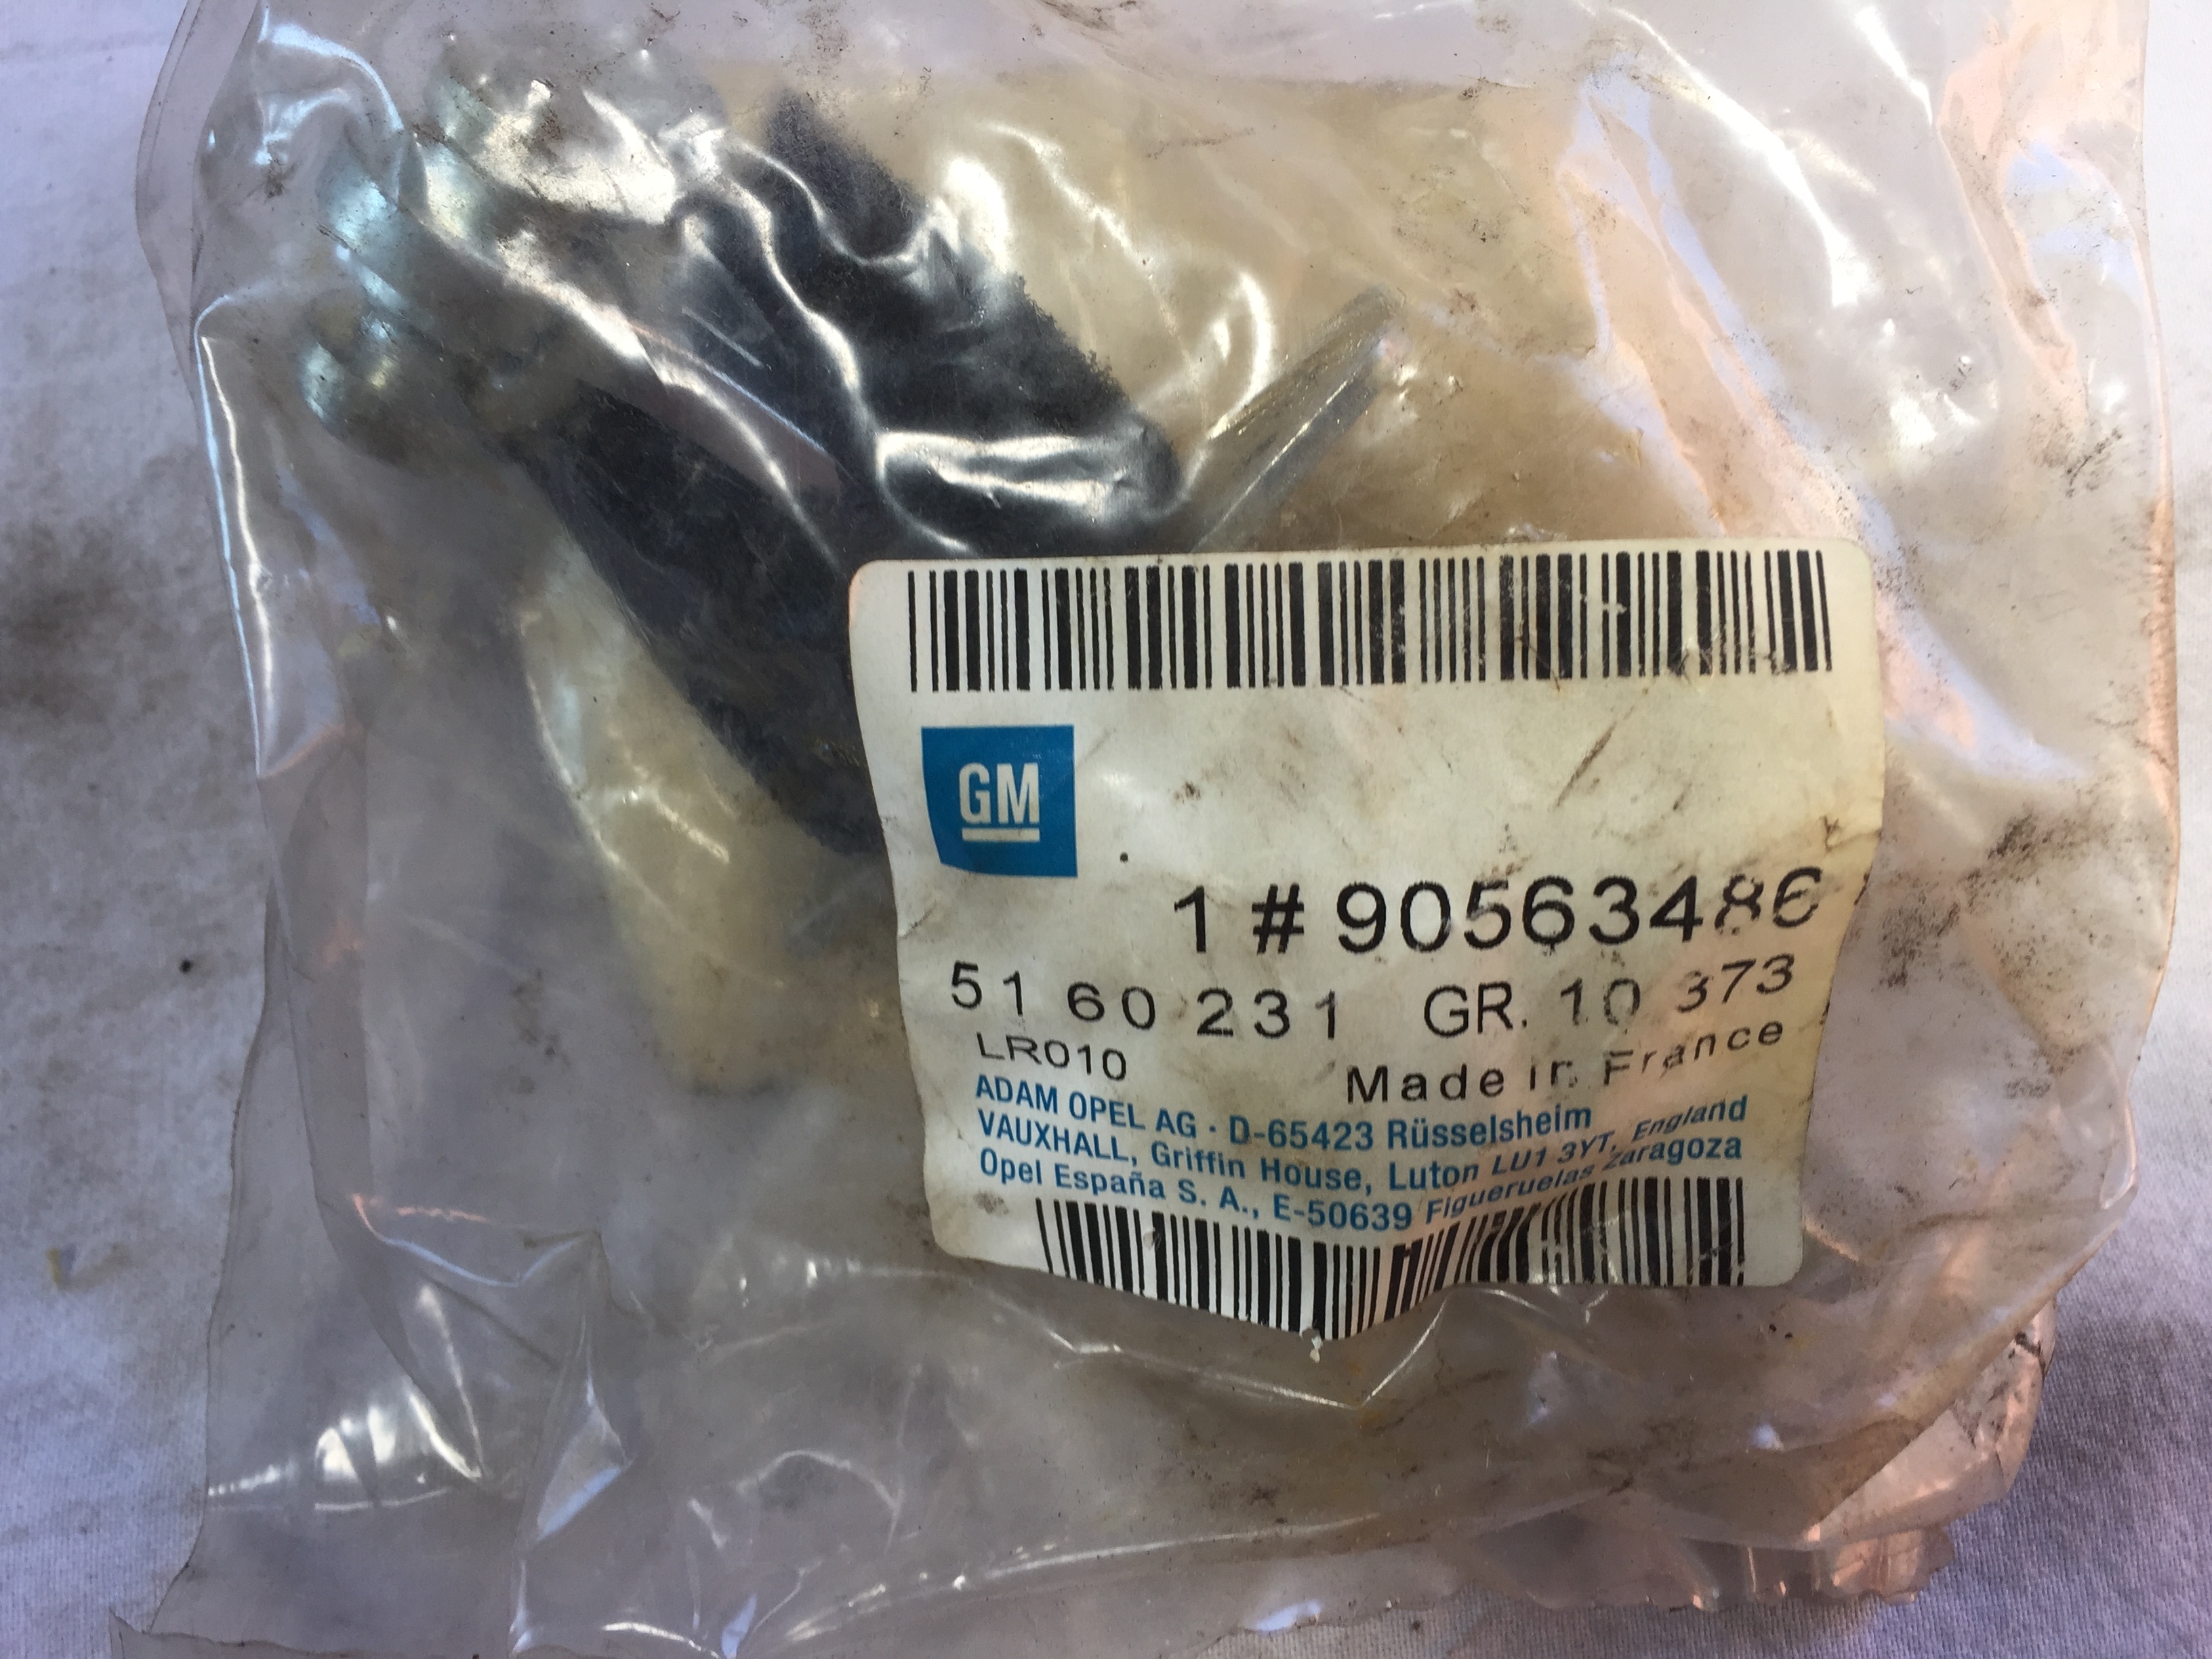 GM
1 # 90563486
51 60 231 GR. 10 373
LR010
Made in France
ADAM OPEL AG · D-65423 Rüsselsheim
VAUXHALL, Griffin House, Luton LU1 3YT, England
Opel España S. A., E-50639 Figueruelas Zaragoza